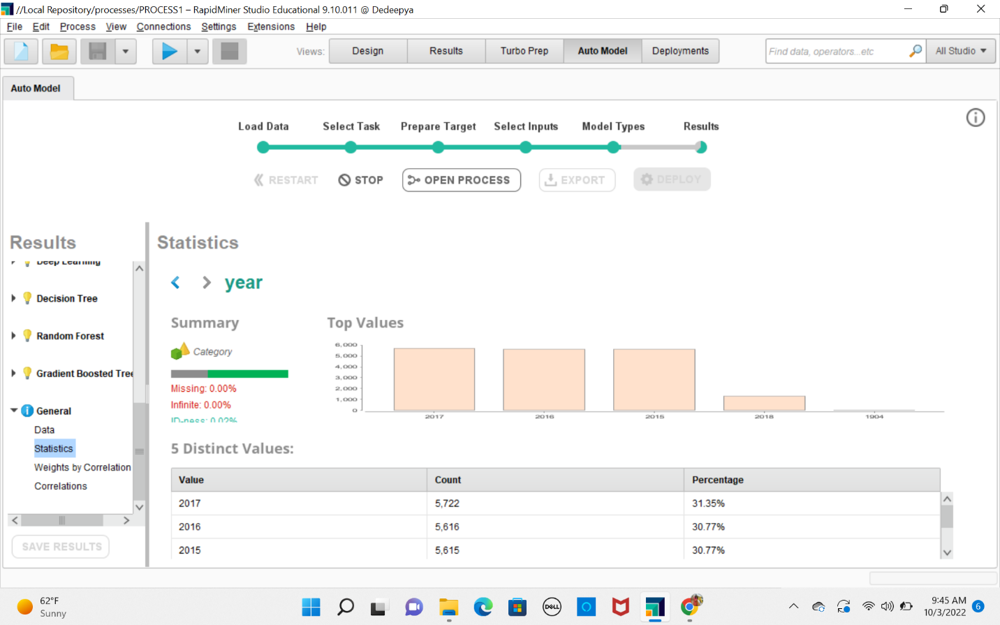 //Local Repository/processes/PROCESS1 – RapidMiner Studio Educational 9.10.011 @ Dedeepya
File Edit Process View Connections Settings Extensions Help
Views: Design Results Turbo Prep Auto Model Deployments
Find data, operators...etc All Studio
Auto Model
Load Data Select Task Prepare Target Select Inputs Model Types Results
RESTART STOP OPEN PROCESS EXPORT DEPLOY
Results
Deep Learning
Decision Tree
Random Forest
Gradient Boosted Tree
General
Data
Statistics
Weights by Correlation
Correlations
SAVE RESULTS
Statistics
year
Summary
Category
Missing: 0.00%
Infinite: 0.00%
ID-ness: 0.02%
Top Values
6,000
5,000
4,000
3,000
2,000
1,000
0
2017 2016 2015 2018 1904
5 Distinct Values:
Value Count Percentage
2017 5,722 31.35%
2016 5,616 30.77%
2015 5,615 30.77%
62°F
Sunny
DELL
9:45 AM
10/3/2022
6